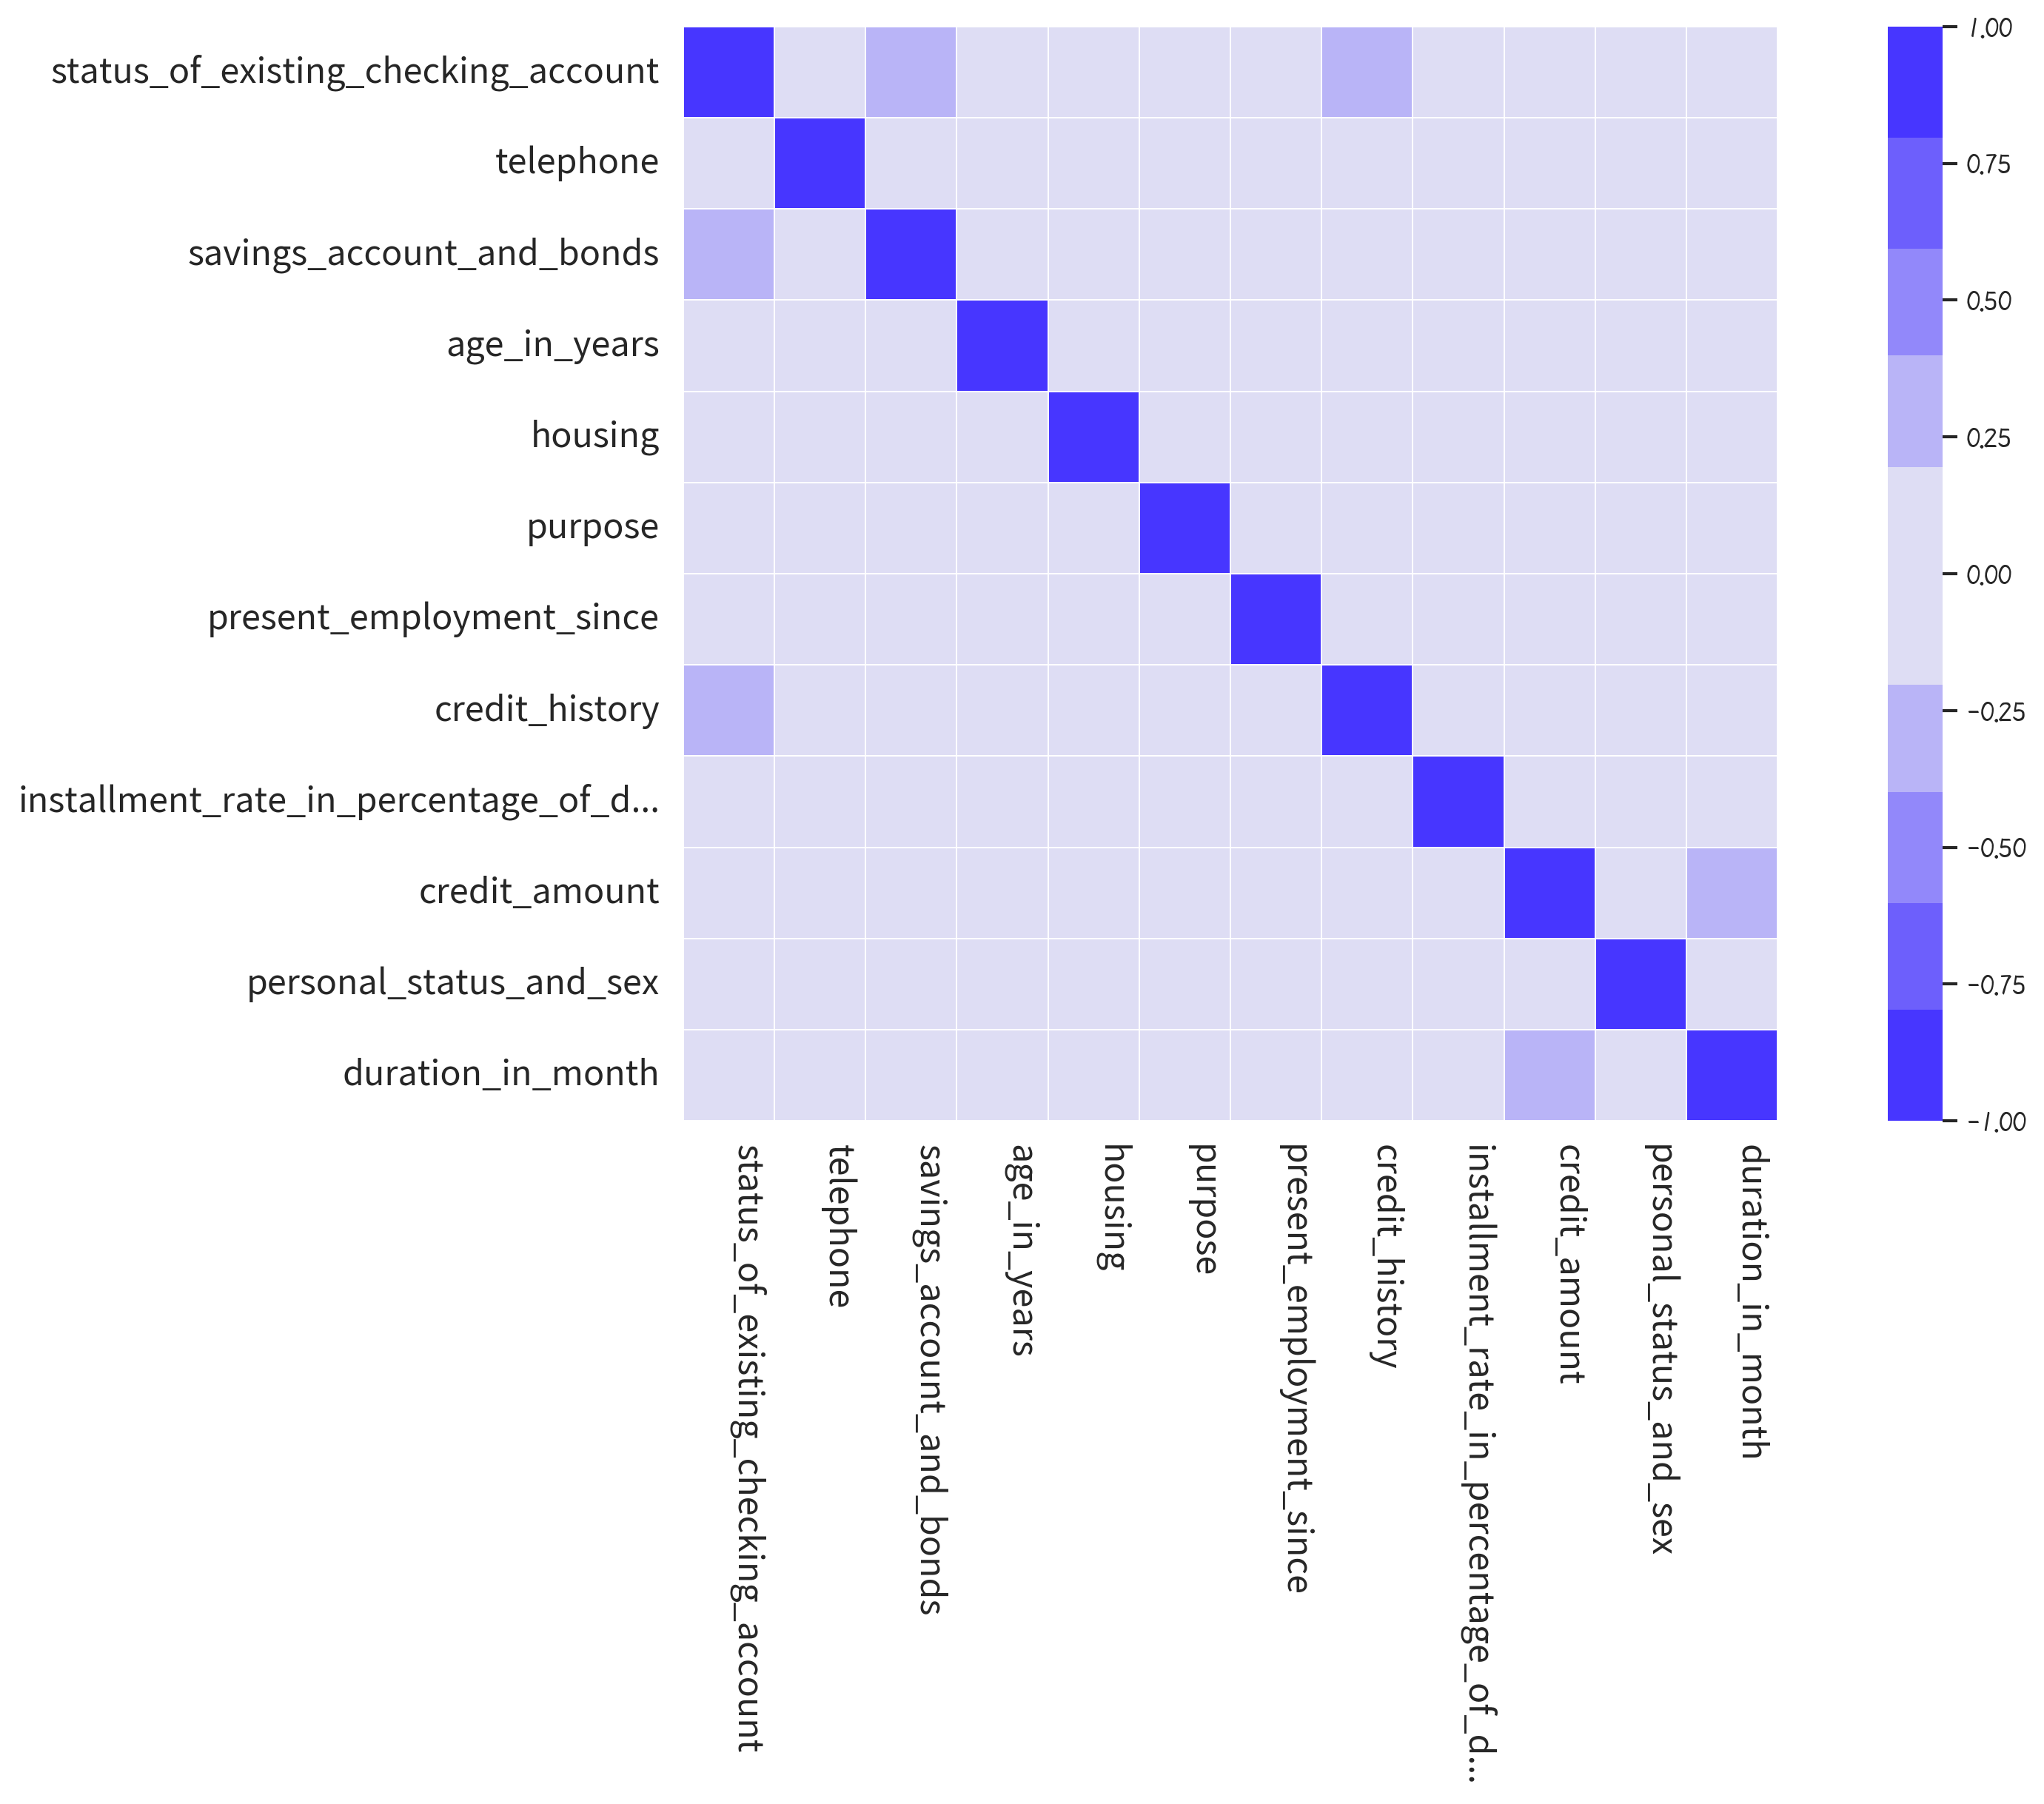 status_of_existing_checking_account
telephone
savings_account_and_bonds
age_in_years
housing
purpose
present_employment_since
credit_history
installment_rate_in_percentage_of_d...
credit_amount
personal_status_and_sex
duration_in_month
status_of_existing_checking_account
telephone
savings_account_and_bonds
age_in_years
housing
purpose
present_employment_since
credit_history
installment_rate_in_percentage_of_d...
credit_amount
personal_status_and_sex
duration_in_month
1.00
0.75
0.50
0.25
0.00
−0.25
−0.50
−0.75
−1.00